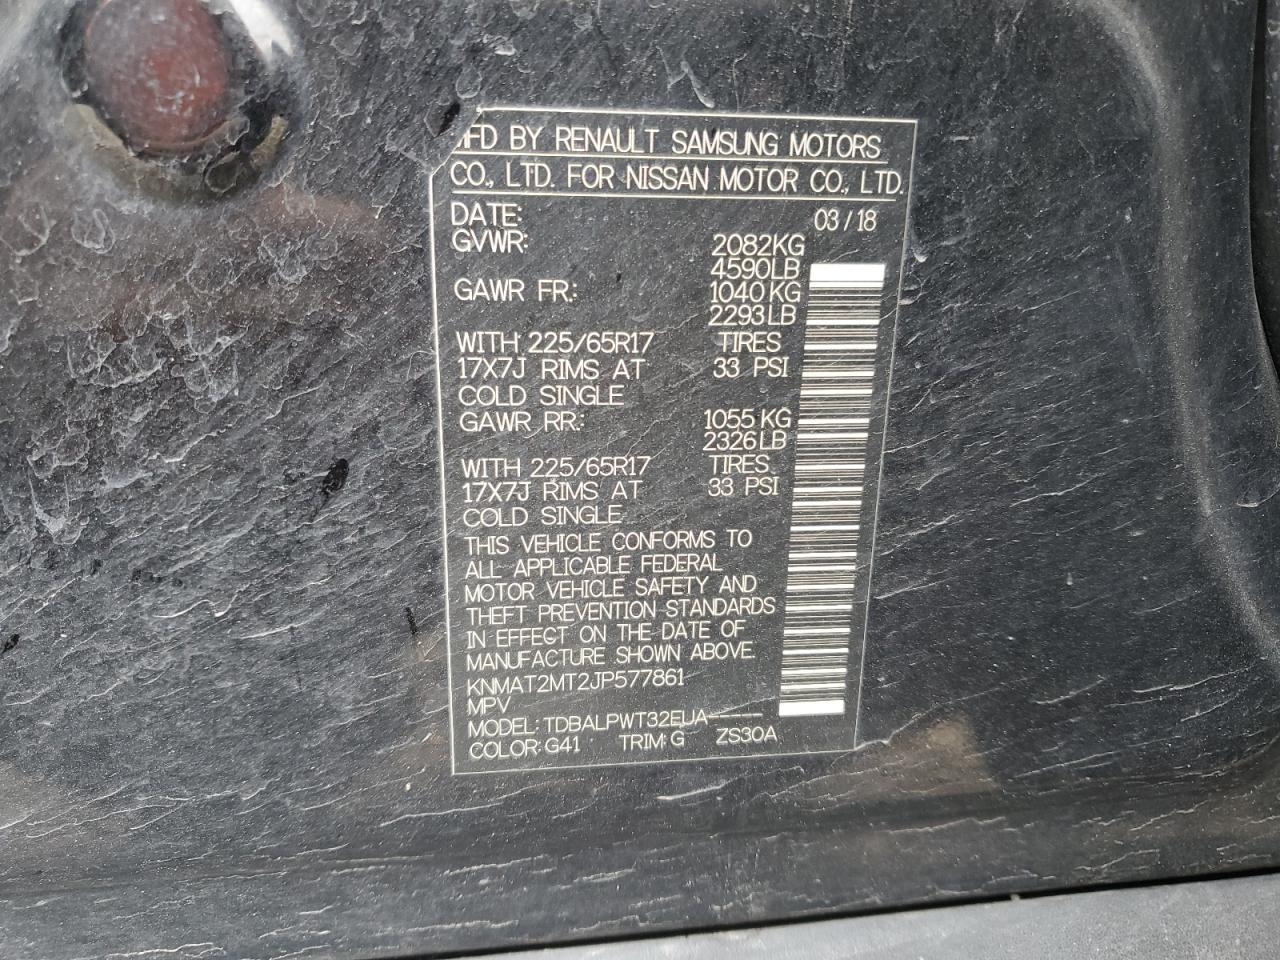 MFD BY RENAULT SAMSUNG MOTORS
CO., LTD. FOR NISSAN MOTOR CO., LTD.
DATE: 03/18
GVWR: 2082KG
4590LB
GAWR FR.: 1040KG
2293LB
WITH 225/65R17 TIRES
17X7J RIMS AT 33 PSI
COLD SINGLE
GAWR RR.: 1055KG
2326LB
WITH 225/65R17 TIRES
17X7J RIMS AT 33 PSI
COLD SINGLE
THIS VEHICLE CONFORMS TO
ALL APPLICABLE FEDERAL
MOTOR VEHICLE SAFETY AND
THEFT PREVENTION STANDARDS
IN EFFECT ON THE DATE OF
MANUFACTURE SHOWN ABOVE.
KNMAT2MT2JP577861
MPV
MODEL: TDBALPWT32EUA-----
COLOR: G41 TRIM: G ZS30A